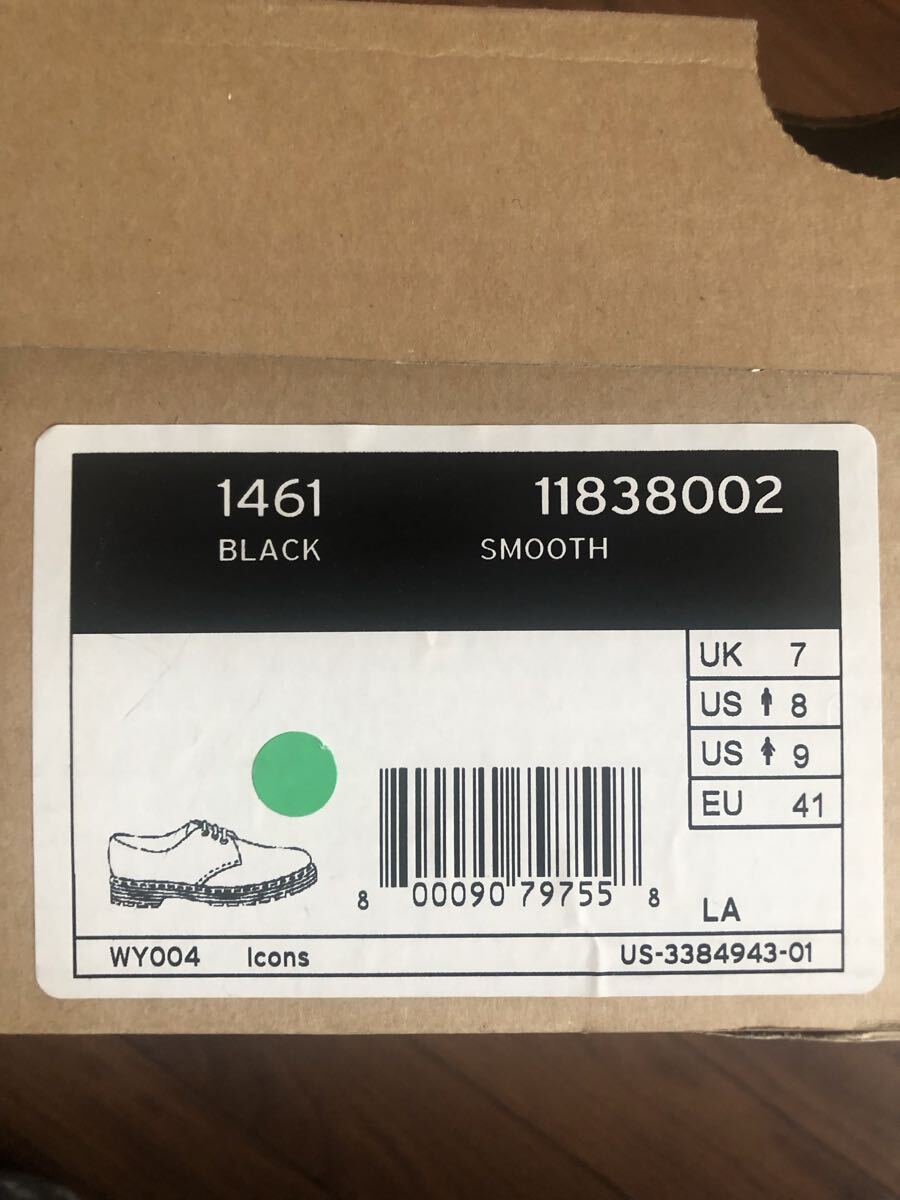 1461 11838002
BLACK SMOOTH
UK 7
US 8
US 9
EU 41
8 00090 79755 8
LA
WY004 Icons US-3384943-01